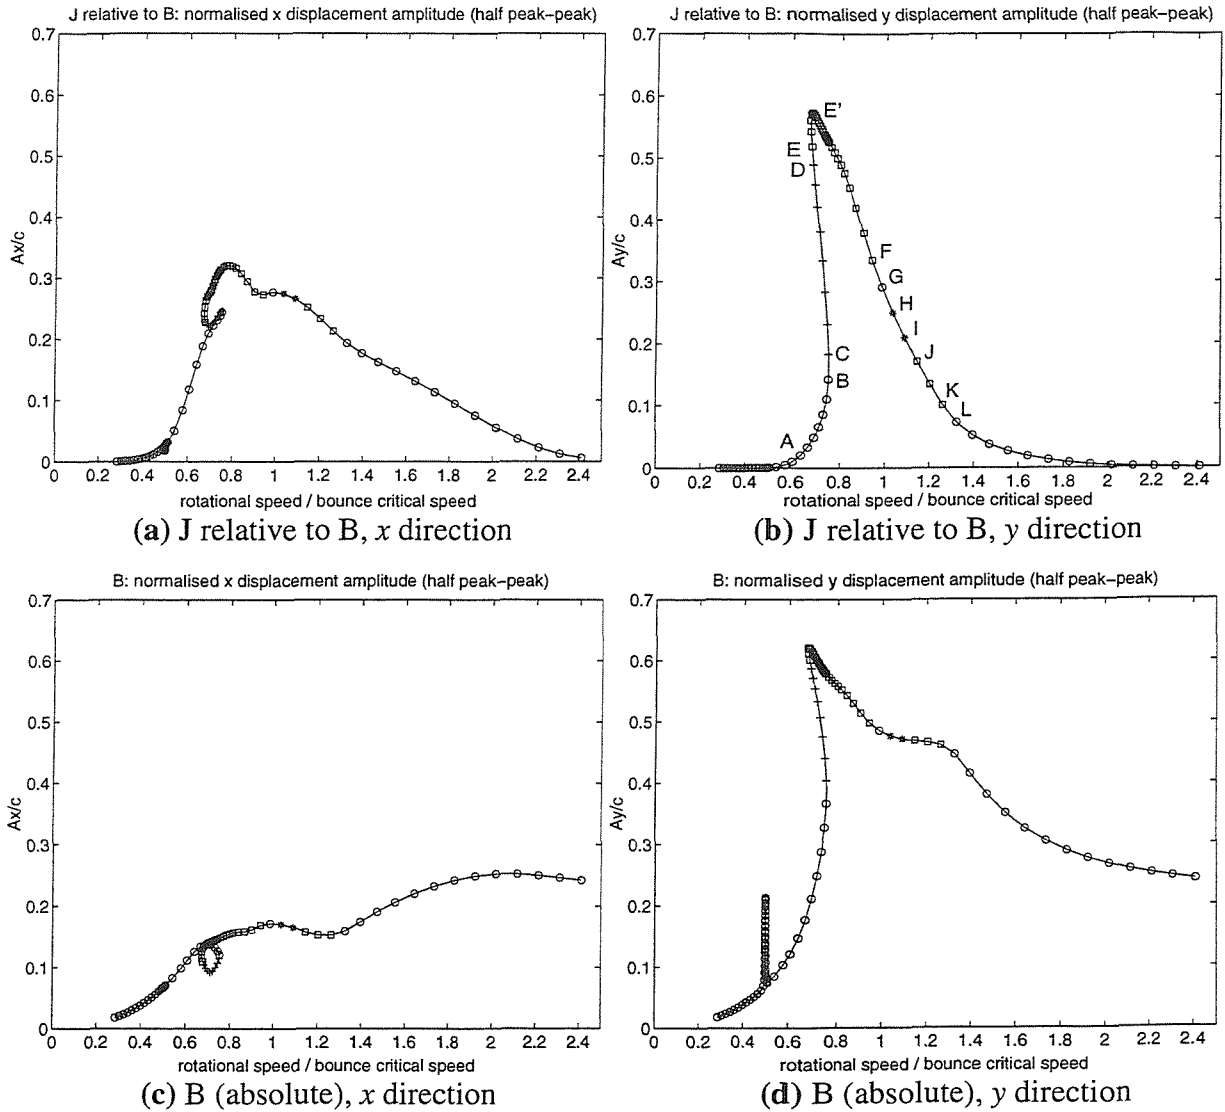 J relative to B: normalised x displacement amplitude (half peak-peak)
0.7
0.6
0.5
0.4
0.3
0.2
0.1
0
Ax/c
0 0.2 0.4 0.6 0.8 1 1.2 1.4 1.6 1.8 2 2.2 2.4
rotational speed / bounce critical speed
(a) J relative to B, x direction
J relative to B: normalised y displacement amplitude (half peak-peak)
0.7
0.6
0.5
0.4
0.3
0.2
0.1
0
Ay/c
E'
E
D
F
G
H
I
C
J
B
K
L
A
0 0.2 0.4 0.6 0.8 1 1.2 1.4 1.6 1.8 2 2.2 2.4
rotational speed / bounce critical speed
(b) J relative to B, y direction
B: normalised x displacement amplitude (half peak-peak)
0.7
0.6
0.5
0.4
0.3
0.2
0.1
0
Ax/c
0 0.2 0.4 0.6 0.8 1 1.2 1.4 1.6 1.8 2 2.2 2.4
rotational speed / bounce critical speed
(c) B (absolute), x direction
B: normalised y displacement amplitude (half peak-peak)
0.7
0.6
0.5
0.4
0.3
0.2
0.1
0
Ay/c
0 0.2 0.4 0.6 0.8 1 1.2 1.4 1.6 1.8 2 2.2 2.4
rotational speed / bounce critical speed
(d) B (absolute), y direction